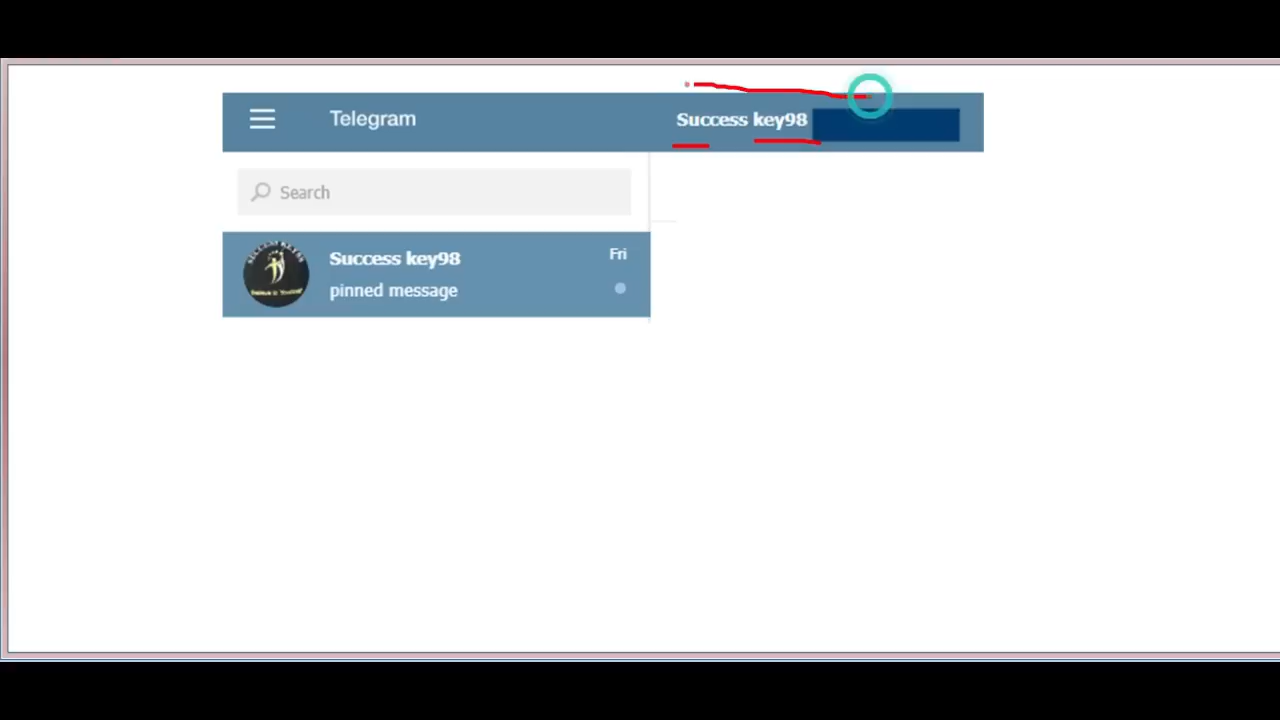 Telegram
Success key98
Search
Success key98
Fri
pinned message